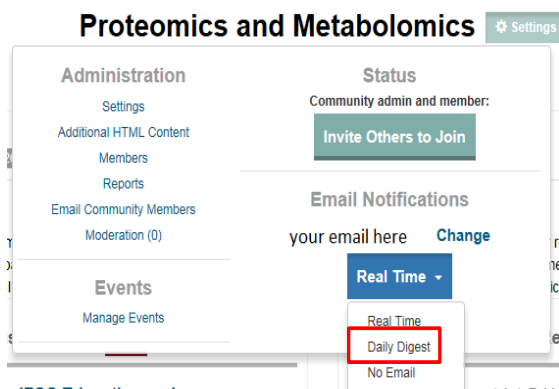 Proteomics and Metabolomics
Settings
Administration
Settings
Additional HTML Content
Members
Reports
Email Community Members
Moderation (0)
Events
Manage Events
Status
Community admin and member:
Invite Others to Join
Email Notifications
your email here Change
Real Time
Real Time
Daily Digest
No Email